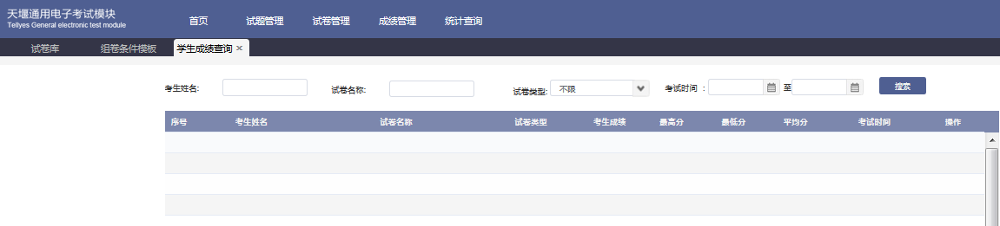 天堰通用电子考试模块
Tellyes General electronic test module
首页 试题管理 试卷管理 成绩管理 统计查询
试卷库 组卷条件模板 学生成绩查询 ×
考生姓名: 试卷名称: 试卷类型: 不限 考试时间 : 至 搜索
序号 考生姓名 试卷名称 试卷类型 考生成绩 最高分 最低分 平均分 考试时间 操作